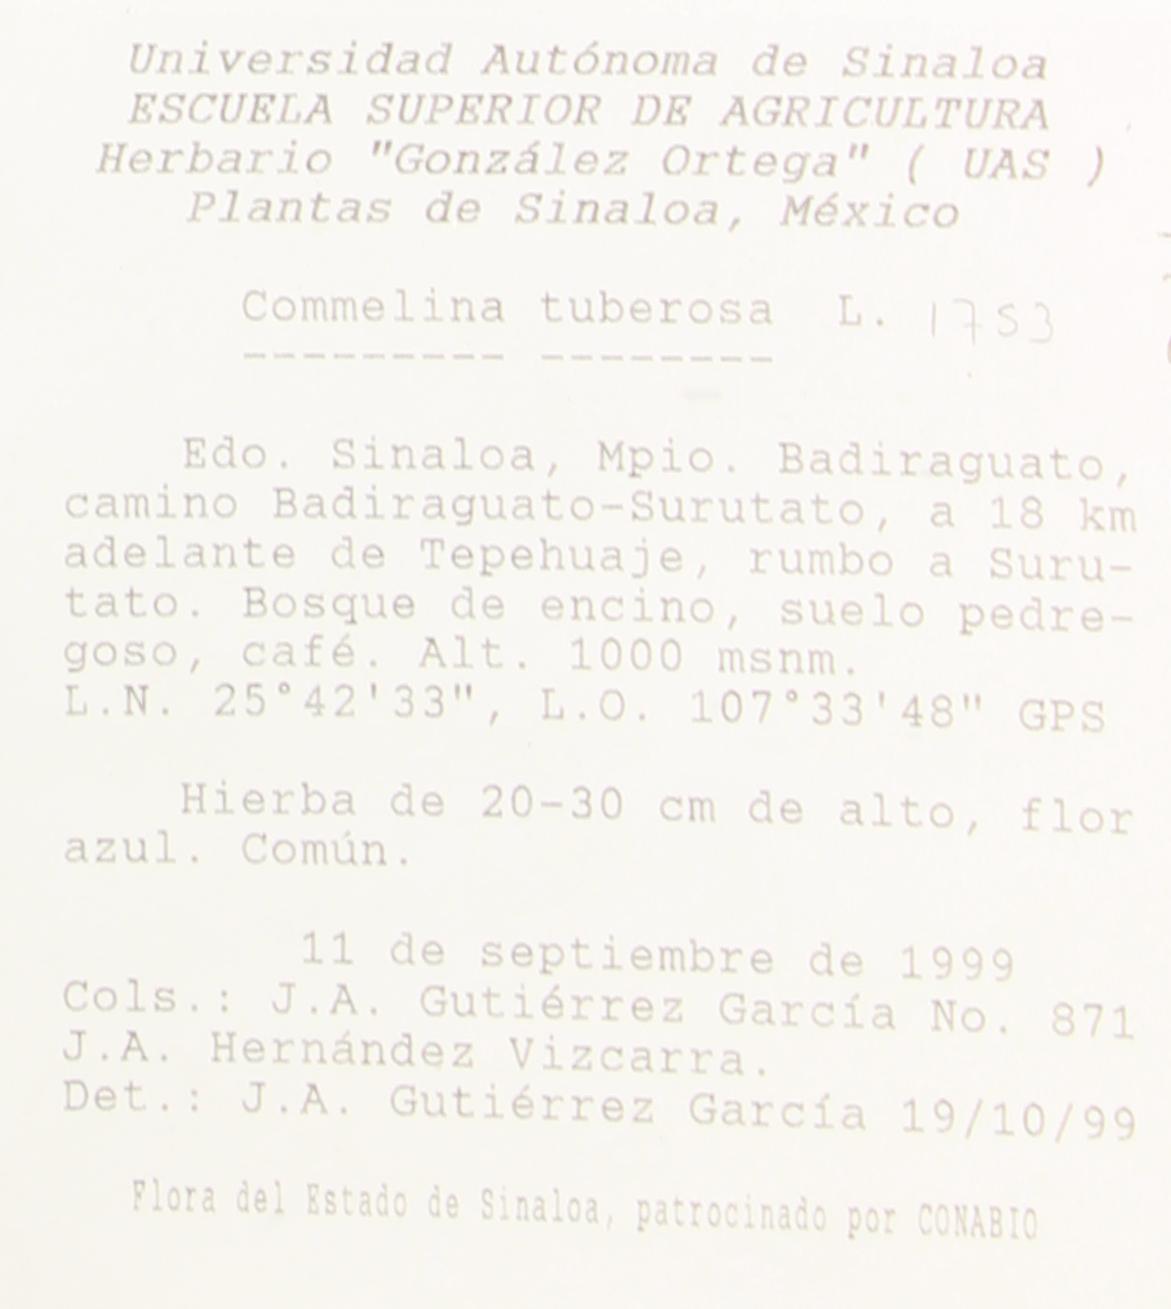 Universidad Autónoma de Sinaloa
ESCUELA SUPERIOR DE AGRICULTURA
Herbario "González Ortega" ( UAS )
Plantas de Sinaloa, México
Commelina tuberosa L. 1753
--------- --------
Edo. Sinaloa, Mpio. Badiraguato,
camino Badiraguato-Surutato, a 18 km
adelante de Tepehuaje, rumbo a Suru-
tato. Bosque de encino, suelo pedre-
goso, café. Alt. 1000 msnm.
L.N. 25°42'33", L.O. 107°33'48" GPS
Hierba de 20-30 cm de alto, flor
azul. Común.
11 de septiembre de 1999
Cols.: J.A. Gutiérrez García No. 871
J.A. Hernández Vizcarra.
Det.: J.A. Gutiérrez García 19/10/99
Flora del Estado de Sinaloa, patrocinado por CONABIO